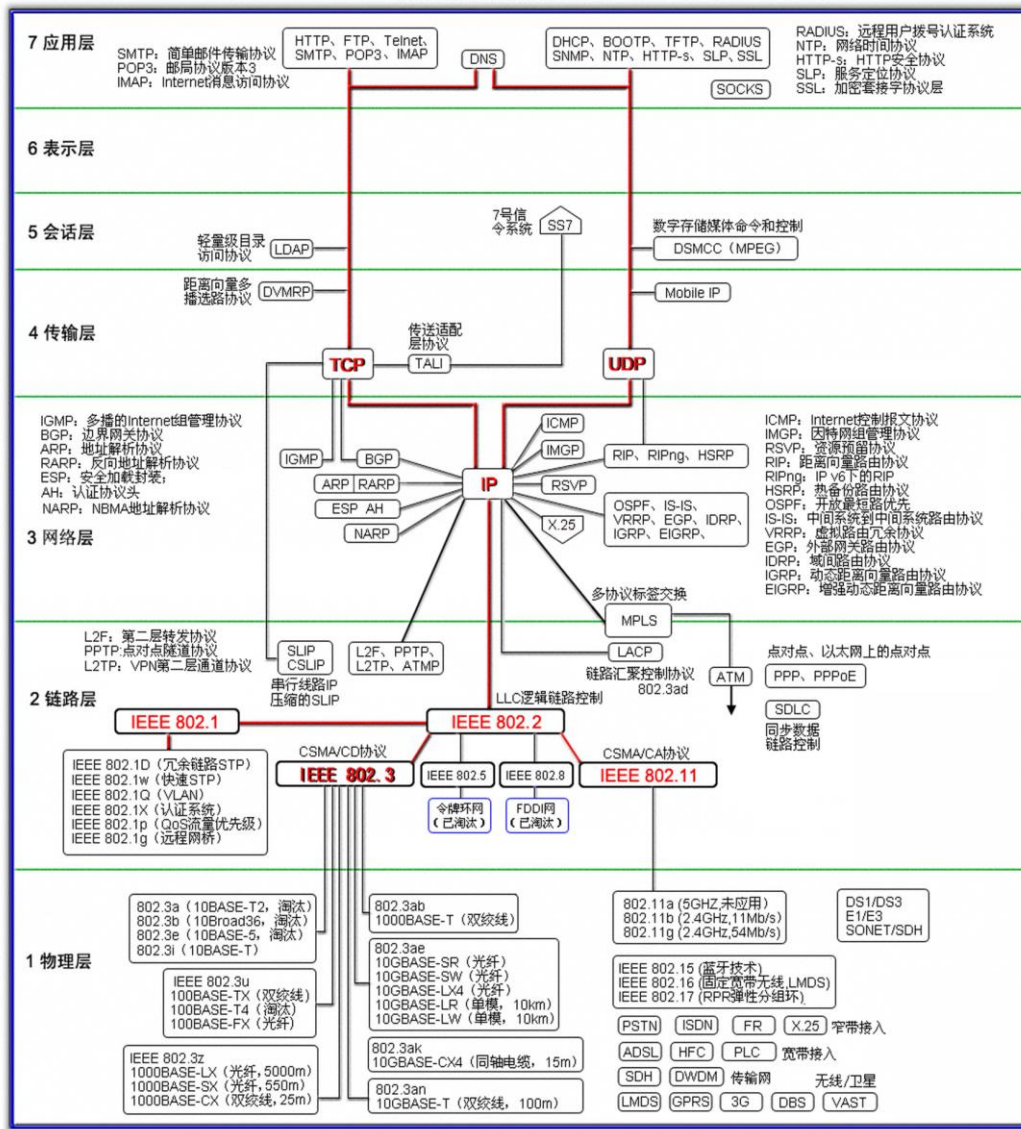 7 应用层
SMTP：简单邮件传输协议
POP3：邮局协议版本3
IMAP：Internet消息访问协议
HTTP、FTP、Telnet、
SMTP、POP3、IMAP
DNS
DHCP、BOOTP、TFTP、RADIUS
SNMP、NTP、HTTP-s、SLP、SSL
SOCKS
RADIUS：远程用户拨号认证系统
NTP：网络时间协议
HTTP-s：HTTP安全协议
SLP：服务定位协议
SSL：加密套接字协议层
6 表示层
5 会话层
轻量级目录
访问协议
LDAP
7号信
令系统
SS7
数字存储媒体命令和控制
DSMCC（MPEG）
4 传输层
距离向量多
播选路协议
DVMRP
Mobile IP
传送适配
层协议
TCP
TALI
UDP
3 网络层
IGMP：多播的Internet组管理协议
BGP：边界网关协议
ARP：地址解析协议
RARP：反向地址解析协议
ESP：安全加载封装；
AH：认证协议头
NARP：NBMA地址解析协议
IGMP
BGP
ARP
RARP
ESP AH
NARP
IP
ICMP
IMGP
RIP、RIPng、HSRP
RSVP
X.25
OSPF、IS-IS、
VRRP、EGP、IDRP、
IGRP、EIGRP、
ICMP：Internet控制报文协议
IMGP：因特网组管理协议
RSVP：资源预留协议
RIP：距离向量路由协议
RIPng：IP v6下的RIP
HSRP：热备份路由协议
OSPF：开放最短路优先
IS-IS：中间系统到中间系统路由协议
VRRP：虚拟路由冗余协议
EGP：外部网关路由协议
IDRP：域间路由协议
IGRP：动态距离向量路由协议
EIGRP：增强动态距离向量路由协议
多协议标签交换
MPLS
2 链路层
L2F：第二层转发协议
PPTP:点对点隧道协议
L2TP：VPN第二层通道协议
SLIP
CSLIP
串行线路IP
压缩的SLIP
L2F、PPTP、
L2TP、ATMP
LACP
链路汇聚控制协议
802.3ad
ATM
点对点、以太网上的点对点
PPP、PPPoE
SDLC
同步数据
链路控制
LLC逻辑链路控制
IEEE 802.1
IEEE 802.2
CSMA/CD协议
IEEE 802.3
IEEE 802.5
IEEE 802.8
CSMA/CA协议
IEEE 802.11
令牌环网
（已淘汰）
FDDI网
（已淘汰）
IEEE 802.1D（冗余链路STP）
IEEE 802.1w（快速STP）
IEEE 802.1Q（VLAN）
IEEE 802.1X（认证系统）
IEEE 802.1p（QoS流量优先级）
IEEE 802.1g（远程网桥）
1 物理层
802.3a（10BASE-T2，淘汰）
802.3b（10Broad36，淘汰）
802.3e（10BASE-5，淘汰）
802.3i（10BASE-T）
IEEE 802.3u
100BASE-TX（双绞线）
100BASE-T4（淘汰）
100BASE-FX（光纤）
IEEE 802.3z
1000BASE-LX（光纤,5000m）
1000BASE-SX（光纤,550m）
1000BASE-CX（双绞线,25m）
802.3ab
1000BASE-T（双绞线）
802.3ae
10GBASE-SR（光纤）
10GBASE-SW（光纤）
10GBASE-LX4（光纤）
10GBASE-LR（单模，10km）
10GBASE-LW（单模，10km）
802.3ak
10GBASE-CX4（同轴电缆，15m）
802.3an
10GBASE-T（双绞线，100m）
802.11a (5GHZ,未应用)
802.11b (2.4GHZ,11Mb/s)
802.11g (2.4GHZ,54Mb/s)
DS1/DS3
E1/E3
SONET/SDH
IEEE 802.15 (蓝牙技术)
IEEE 802.16 (固定宽带无线,LMDS)
IEEE 802.17 (RPR弹性分组环)
PSTN ISDN FR X.25 窄带接入
ADSL HFC PLC 宽带接入
SDH DWDM 传输网 无线/卫星
LMDS GPRS 3G DBS VAST